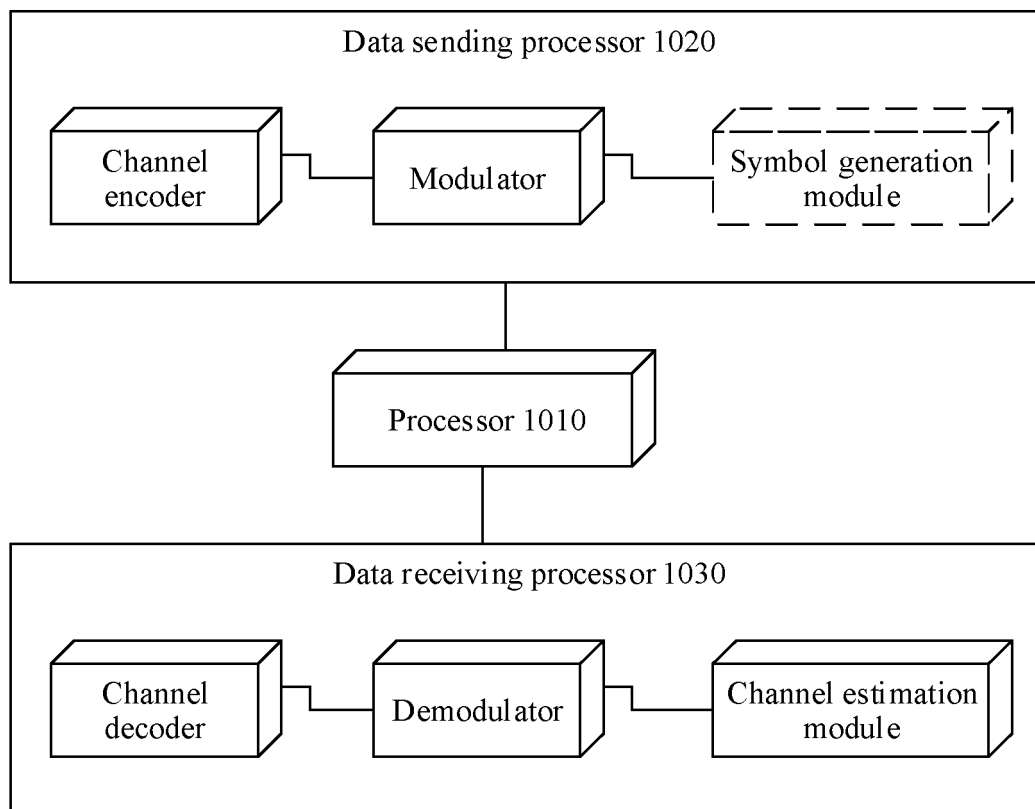 Data sending processor 1020
Channel
encoder
Modulator
Symbol generation
module
Processor 1010
Data receiving processor 1030
Channel
decoder
Demodulator
Channel estimation
module